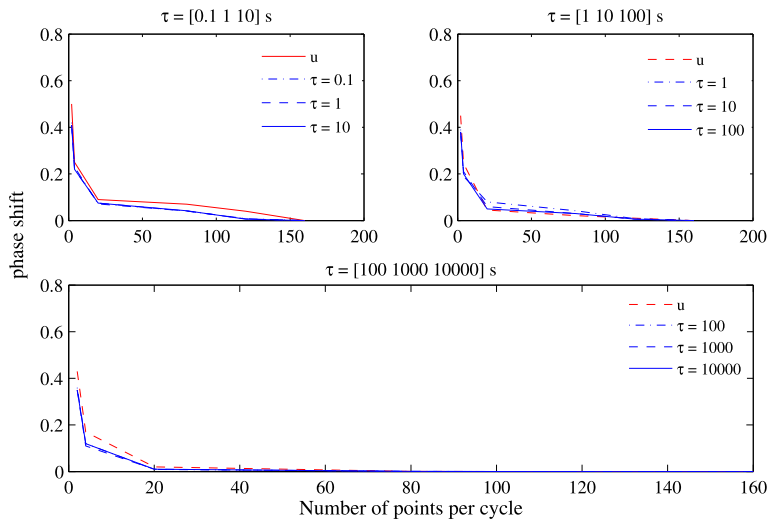 τ = [0.1 1 10] s
0.8
0.6
0.4
0.2
0
0 50 100 150 200
u
τ = 0.1
τ = 1
τ = 10
τ = [1 10 100] s
0.8
0.6
0.4
0.2
0
0 50 100 150 200
u
τ = 1
τ = 10
τ = 100
phase shift
τ = [100 1000 10000] s
0.8
0.6
0.4
0.2
0
0 20 40 60 80 100 120 140 160
u
τ = 100
τ = 1000
τ = 10000
Number of points per cycle